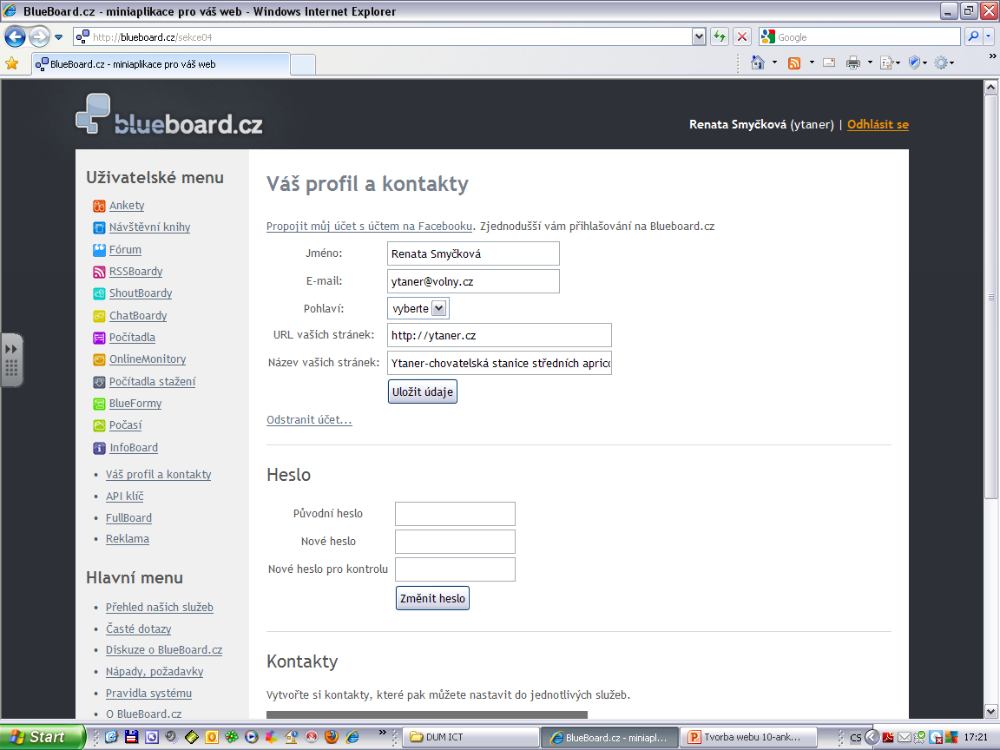 BlueBoard.cz - miniaplikace pro váš web - Windows Internet Explorer
http://blueboard.cz/sekce04
Google
BlueBoard.cz - miniaplikace pro váš web
blueboard.cz
Renata Smyčková (ytaner) | Odhlásit se
Uživatelské menu
Ankety
Návštěvní knihy
Fórum
RSSBoardy
ShoutBoardy
ChatBoardy
Počítadla
OnlineMonitory
Počítadla stažení
BlueFormy
Počasí
InfoBoard
• Váš profil a kontakty
• API klíč
• FullBoard
• Reklama
Hlavní menu
• Přehled našich služeb
• Časté dotazy
• Diskuze o BlueBoard.cz
• Nápady, požadavky
• Pravidla systému
• O BlueBoard.cz
Váš profil a kontakty
Propojit můj účet s účtem na Facebooku. Zjednodušší vám přihlašování na Blueboard.cz
Jméno: Renata Smyčková
E-mail: ytaner@volny.cz
Pohlaví: vyberte
URL vašich stránek: http://ytaner.cz
Název vašich stránek: Ytaner-chovatelská stanice středních aprico
Uložit údaje
Odstranit účet...
Heslo
Původní heslo
Nové heslo
Nové heslo pro kontrolu
Změnit heslo
Kontakty
Vytvořte si kontakty, které pak můžete nastavit do jednotlivých služeb.
Start
DUM ICT
BlueBoard.cz - miniapl...
Tvorba webu 10-ank...
CS
17:21